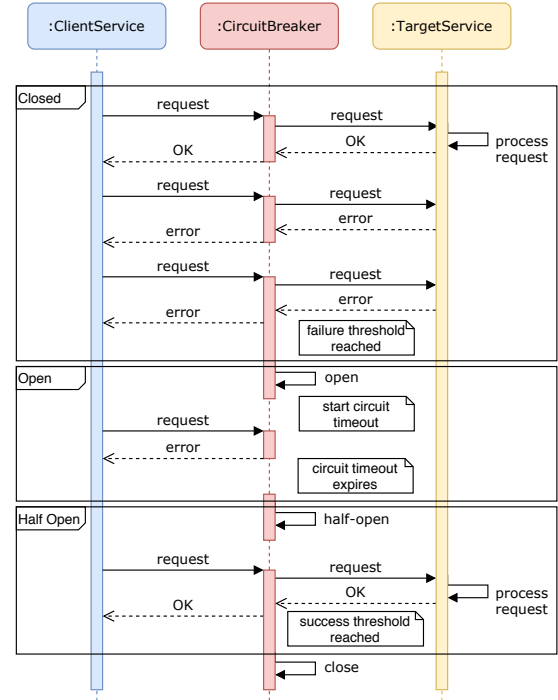 :ClientService
:CircuitBreaker
:TargetService
Closed
request
request
OK
OK
process
request
request
request
error
error
request
request
error
error
failure threshold
reached
Open
open
start circuit
timeout
request
error
circuit timeout
expires
Half Open
half-open
request
request
process
request
OK
OK
success threshold
reached
close